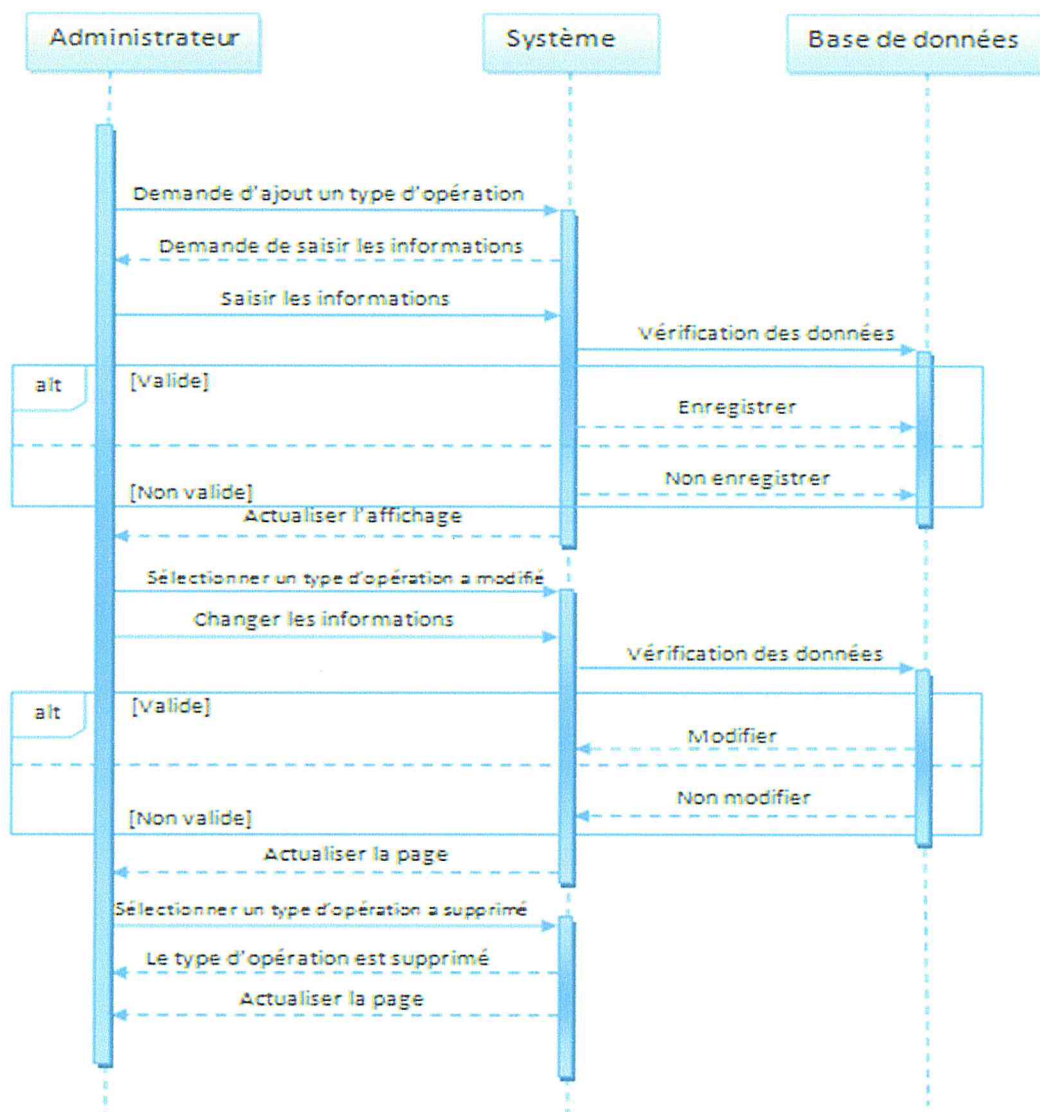 Administrateur
Système
Base de données
Demande d'ajout un type d'opération
Demande de saisir les informations
Saisir les informations
Vérification des données
alt
[Valide]
Enregistrer
Non enregistrer
[Non valide]
Actualiser l'affichage
Sélectionner un type d'opération a modifié
Changer les informations
Vérification des données
alt
[Valide]
Modifier
Non modifier
[Non valide]
Actualiser la page
Sélectionner un type d'opération a supprimé
Le type d'opération est supprimé
Actualiser la page